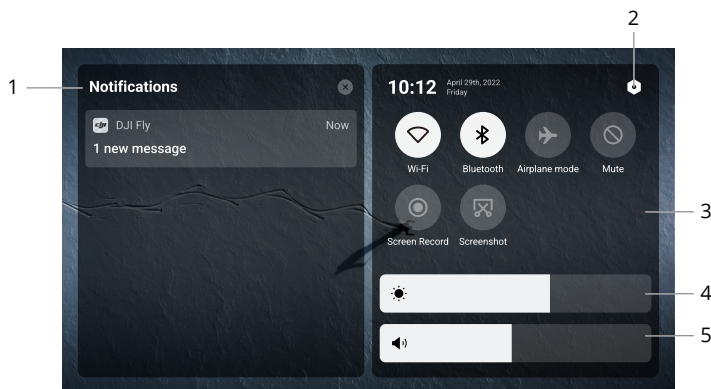 2
1
Notifications
10:12
April 29th, 2022
Friday
dji DJI Fly Now
1 new message
Wi-Fi Bluetooth Airplane mode Mute
3
Screen Record Screenshot
4
5